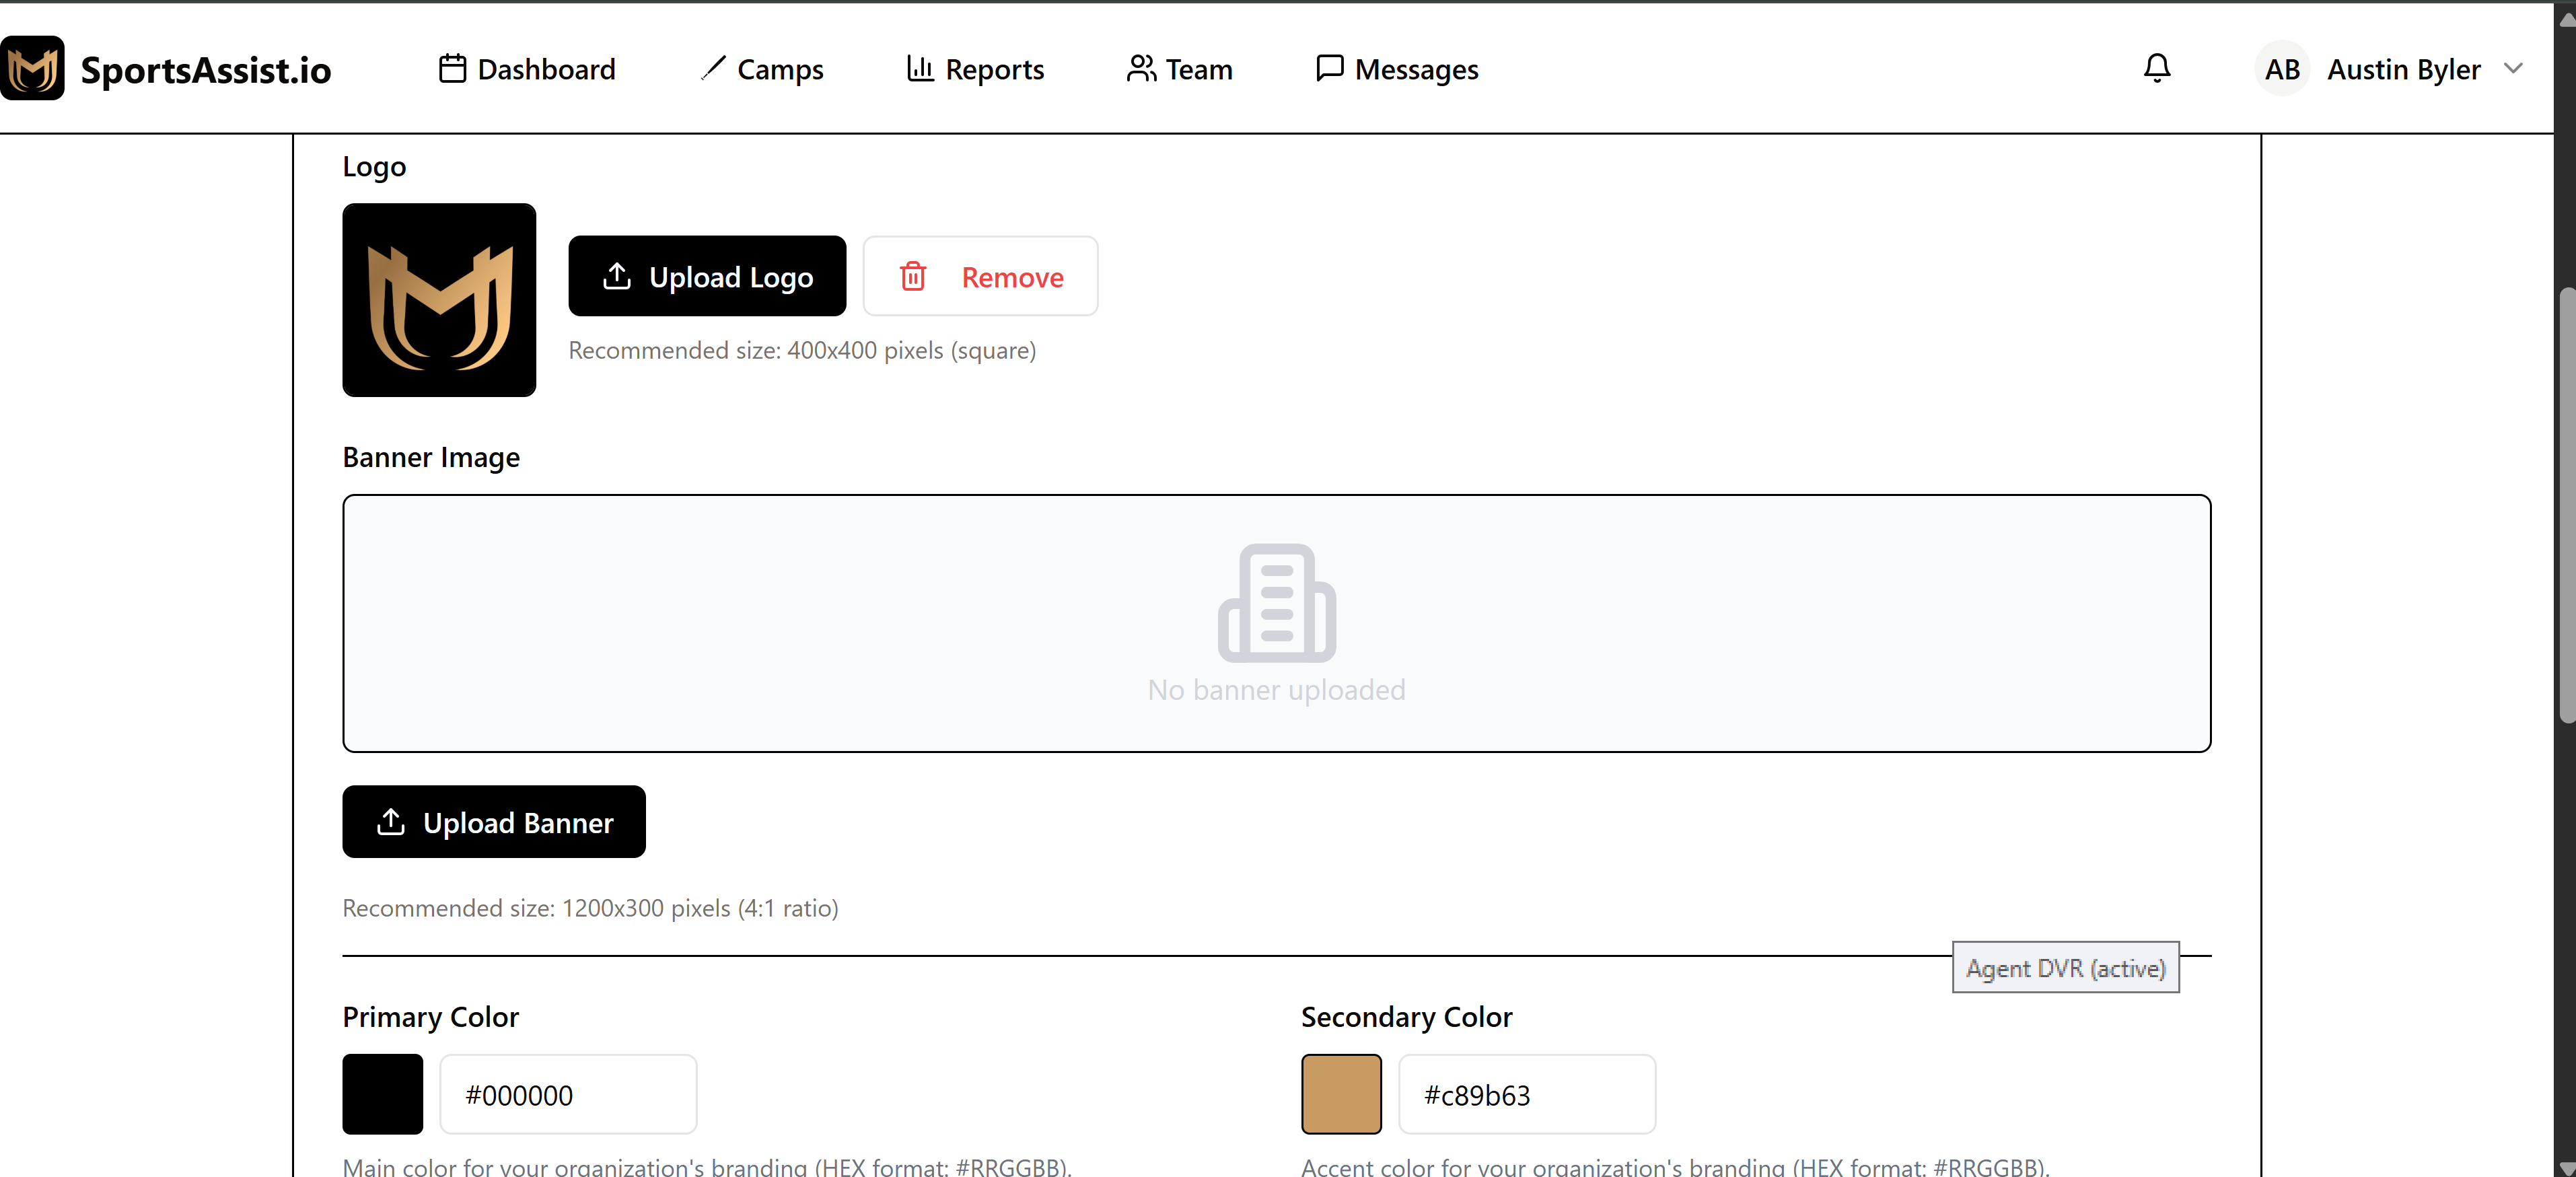 SportsAssist.io
Dashboard
Camps
Reports
Team
Messages
AB
Austin Byler
Logo
Upload Logo
Remove
Recommended size: 400x400 pixels (square)
Banner Image
No banner uploaded
Upload Banner
Recommended size: 1200x300 pixels (4:1 ratio)
Agent DVR (active)
Primary Color
Secondary Color
#000000
#c89b63
Main color for your organization's branding (HEX format: #RRGGBB).
Accent color for your organization's branding (HEX format: #RRGGBB).